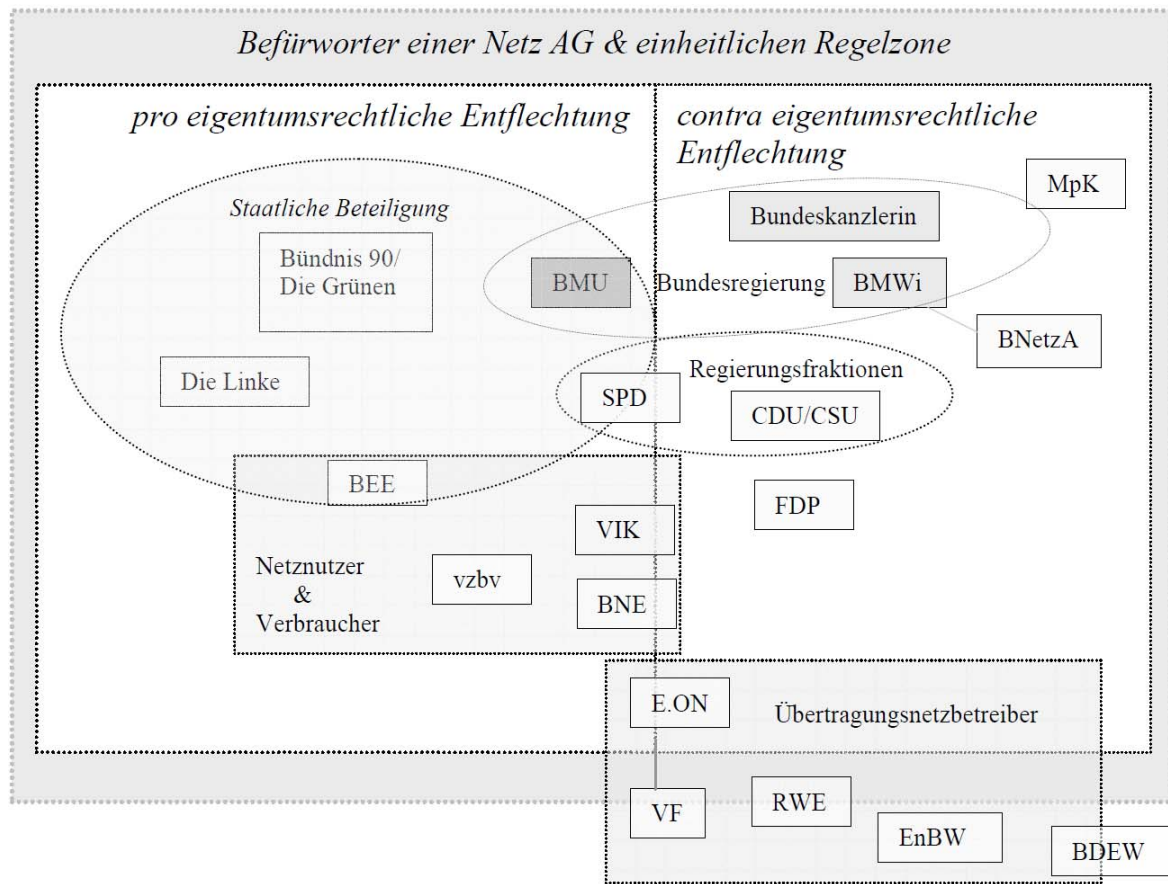 Befürworter einer Netz AG & einheitlichen Regelzone
pro eigentumsrechtliche Entflechtung
contra eigentumsrechtliche
Entflechtung
MpK
Staatliche Beteiligung
Bundeskanzlerin
Bündnis 90/
Die Grünen
BMU
Bundesregierung
BMWi
BNetzA
Die Linke
SPD
Regierungsfraktionen
CDU/CSU
BEE
FDP
VIK
Netznutzer
&
Verbraucher
vzbv
BNE
E.ON
Übertragungsnetzbetreiber
VF
RWE
EnBW
BDEW